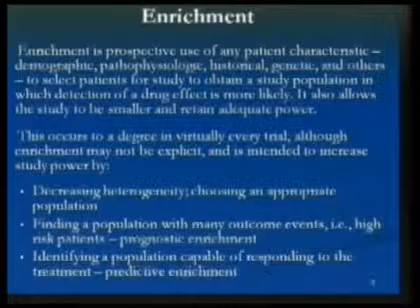 Enrichment
Enrichment is prospective use of any patient characteristic –
demographic, pathophysiologic, historical, genetic, and others
– to select patients for study to obtain a study population in
which detection of a drug effect is more likely. It also allows
the study to be smaller and retain adequate power.
This occurs to a degree in virtually every trial, although
enrichment may not be explicit, and is intended to increase
study power by:
• Decreasing heterogeneity; choosing an appropriate
population
• Finding a population with many outcome events, i.e., high
risk patients – prognostic enrichment
• Identifying a population capable of responding to the
treatment – predictive enrichment